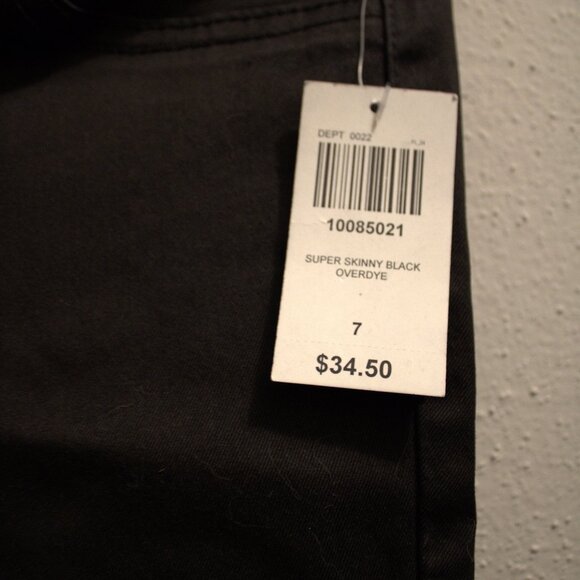 DEPT 0022
10085021
SUPER SKINNY BLACK
OVERDYE
7
$34.50